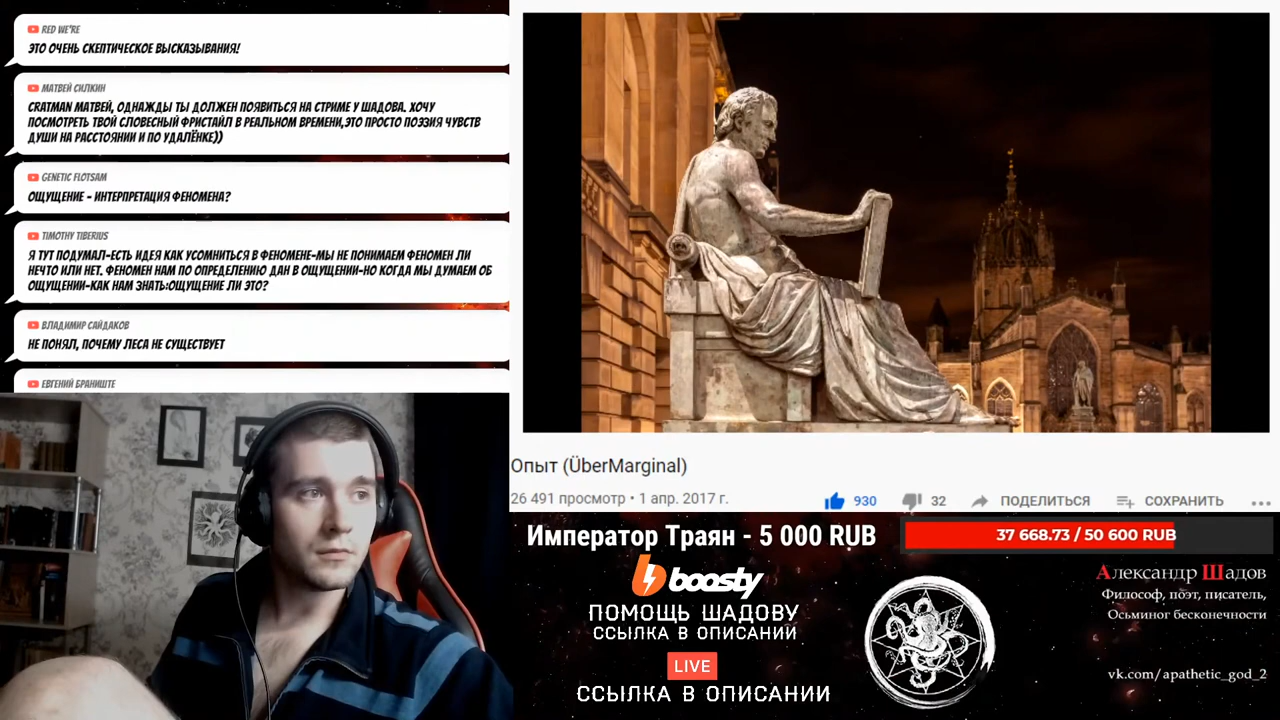 RED WE'RE
ЭТО ОЧЕНЬ СКЕПТИЧЕСКОЕ ВЫСКАЗЫВАНИЯ!
МАТВЕЙ СИЛКИН
CRATMAN МАТВЕЙ, ОДНАЖДЫ ТЫ ДОЛЖЕН ПОЯВИТЬСЯ НА СТРИМЕ У ШАДОВА. ХОЧУ
ПОСМОТРЕТЬ ТВОЙ СЛОВЕСНЫЙ ФРИСТАЙЛ В РЕАЛЬНОМ ВРЕМЕНИ,ЭТО ПРОСТО ПОЭЗИЯ ЧУВСТВ
ДУШИ НА РАССТОЯНИИ И ПО УДАЛЁНКЕ))
GENETIC FLOTSAM
ОЩУЩЕНИЕ - ИНТЕРПРЕТАЦИЯ ФЕНОМЕНА?
TIMOTHY TIBERIUS
Я ТУТ ПОДУМАЛ-ЕСТЬ ИДЕЯ КАК УСОМНИТЬСЯ В ФЕНОМЕНЕ-МЫ НЕ ПОНИМАЕМ ФЕНОМЕН ЛИ
НЕЧТО ИЛИ НЕТ. ФЕНОМЕН НАМ ПО ОПРЕДЕЛЕНИЮ ДАН В ОЩУЩЕНИИ-НО КОГДА МЫ ДУМАЕМ ОБ
ОЩУЩЕНИИ-КАК НАМ ЗНАТЬ:ОЩУЩЕНИЕ ЛИ ЭТО?
ВЛАДИМИР САЙДАКОВ
НЕ ПОНЯЛ, ПОЧЕМУ ЛЕСА НЕ СУЩЕСТВУЕТ
ЕВГЕНИЙ БРАНИШТЕ
Опыт (ÜberMarginal)
26 491 просмотр • 1 апр. 2017 г.
930
32
ПОДЕЛИТЬСЯ
СОХРАНИТЬ
Император Траян - 5 000 RUB
37 668.73 / 50 600 RUB
boosty
ПОМОЩЬ ШАДОВУ
ССЫЛКА В ОПИСАНИИ
LIVE
ССЫЛКА В ОПИСАНИИ
Александр Шадов
Философ, поэт, писатель,
Осьминог бесконечности
vk.com/apathetic_god_2